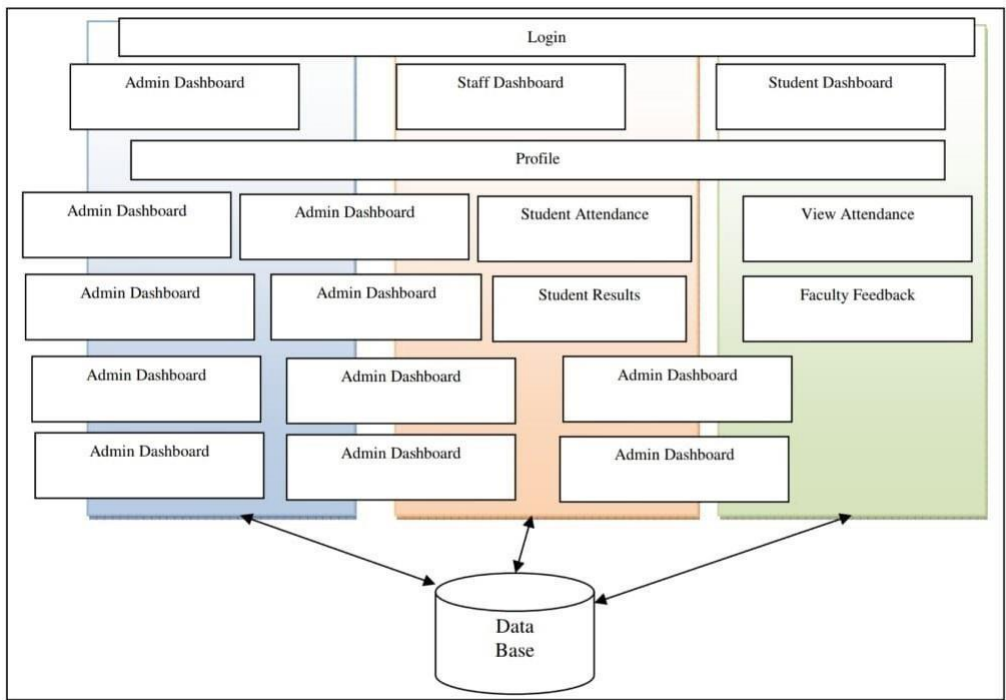 Login
Admin Dashboard
Staff Dashboard
Student Dashboard
Profile
Admin Dashboard
Admin Dashboard
Student Attendance
View Attendance
Admin Dashboard
Admin Dashboard
Student Results
Faculty Feedback
Admin Dashboard
Admin Dashboard
Admin Dashboard
Admin Dashboard
Admin Dashboard
Admin Dashboard
Data
Base